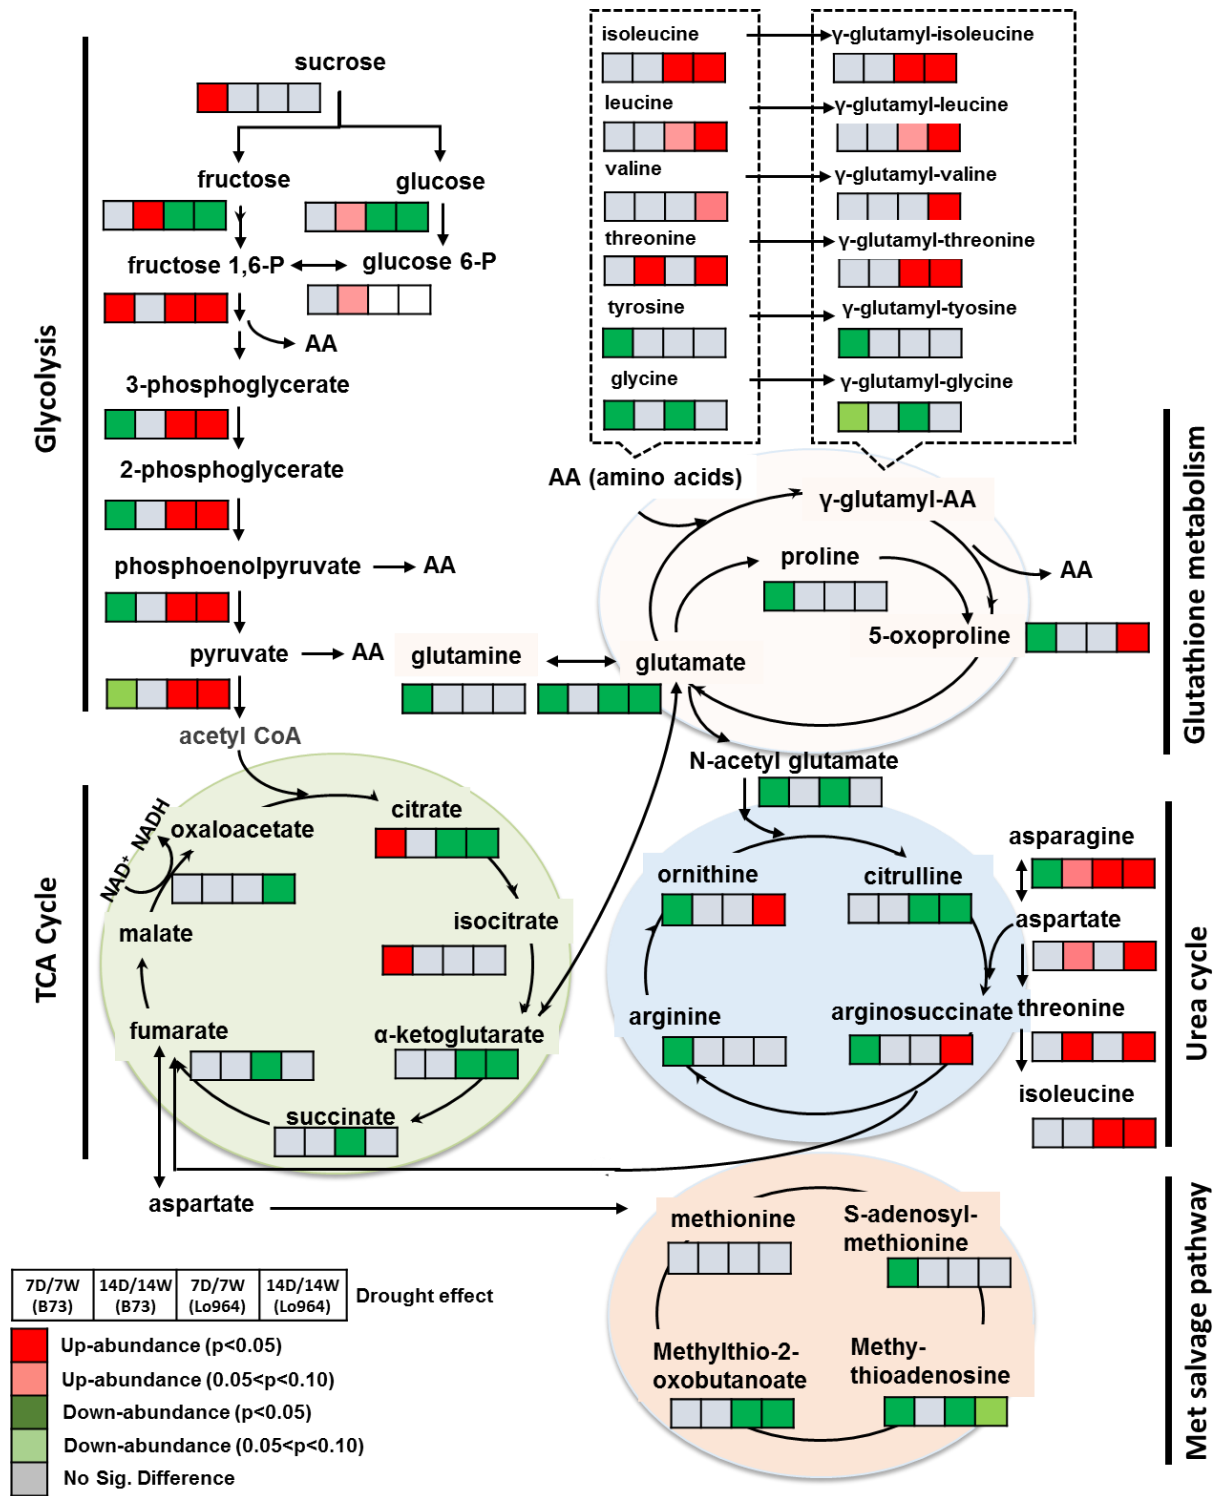 sucrose
fructose
glucose
fructose 1,6-P
glucose 6-P
AA
3-phosphoglycerate
2-phosphoglycerate
phosphoenolpyruvate
AA
pyruvate
AA
acetyl CoA
Glycolysis
isoleucine
γ-glutamyl-isoleucine
leucine
γ-glutamyl-leucine
valine
γ-glutamyl-valine
threonine
γ-glutamyl-threonine
tyrosine
γ-glutamyl-tyosine
glycine
γ-glutamyl-glycine
AA (amino acids)
γ-glutamyl-AA
proline
AA
5-oxoproline
glutamine
glutamate
N-acetyl glutamate
Glutathione metabolism
TCA Cycle
NAD+ NADH
oxaloacetate
citrate
isocitrate
malate
fumarate
α-ketoglutarate
succinate
aspartate
ornithine
citrulline
arginine
arginosuccinate
asparagine
aspartate
threonine
isoleucine
Urea cycle
methionine
S-adenosyl-
methionine
Methylthio-2-
oxobutanoate
Methy-
thioadenosine
Met salvage pathway
7D/7W
(B73)
14D/14W
(B73)
7D/7W
(Lo964)
14D/14W
(Lo964)
Drought effect
Up-abundance (p<0.05)
Up-abundance (0.05<p<0.10)
Down-abundance (p<0.05)
Down-abundance (0.05<p<0.10)
No Sig. Difference